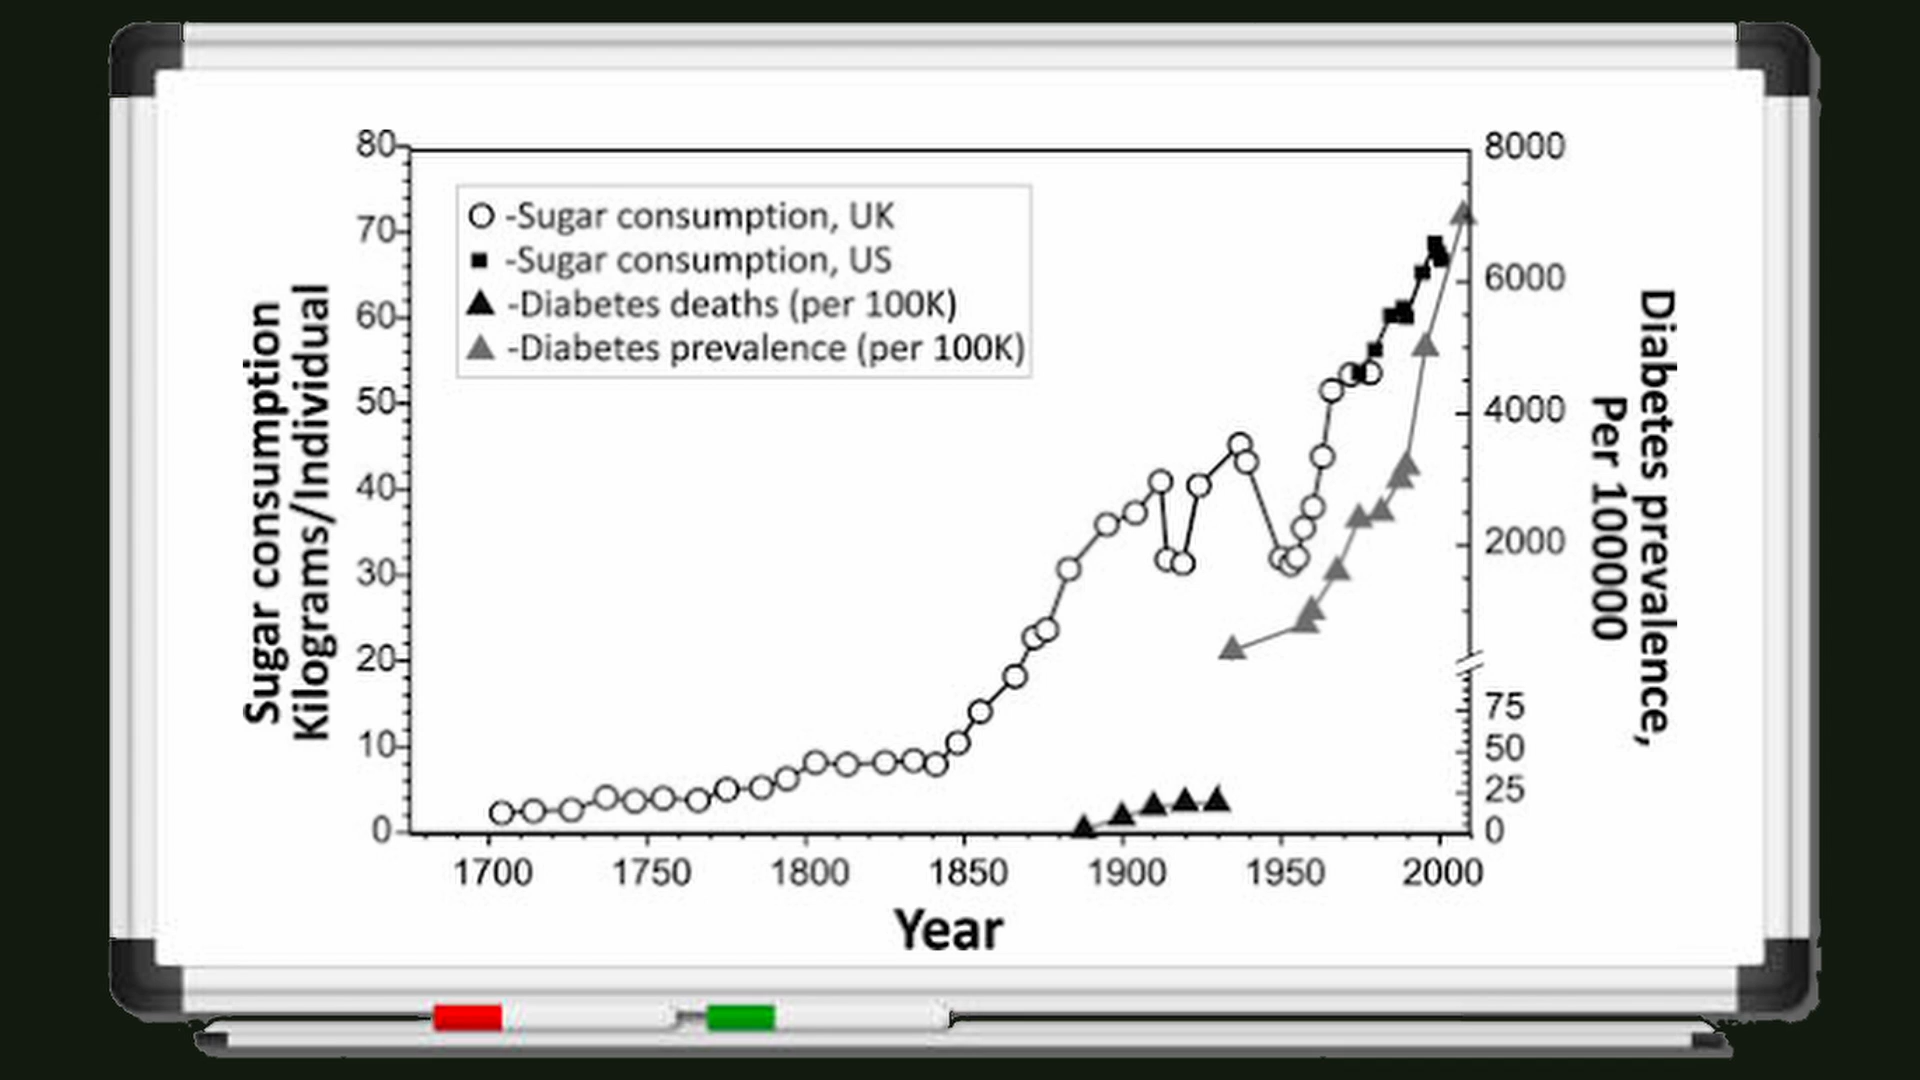 80
70
60
50
40
30
20
10
0
Sugar consumption
Kilograms/Individual
-Sugar consumption, UK
-Sugar consumption, US
-Diabetes deaths (per 100K)
-Diabetes prevalence (per 100K)
8000
6000
4000
2000
75
50
25
0
Diabetes prevalence,
Per 100000
1700 1750 1800 1850 1900 1950 2000
Year